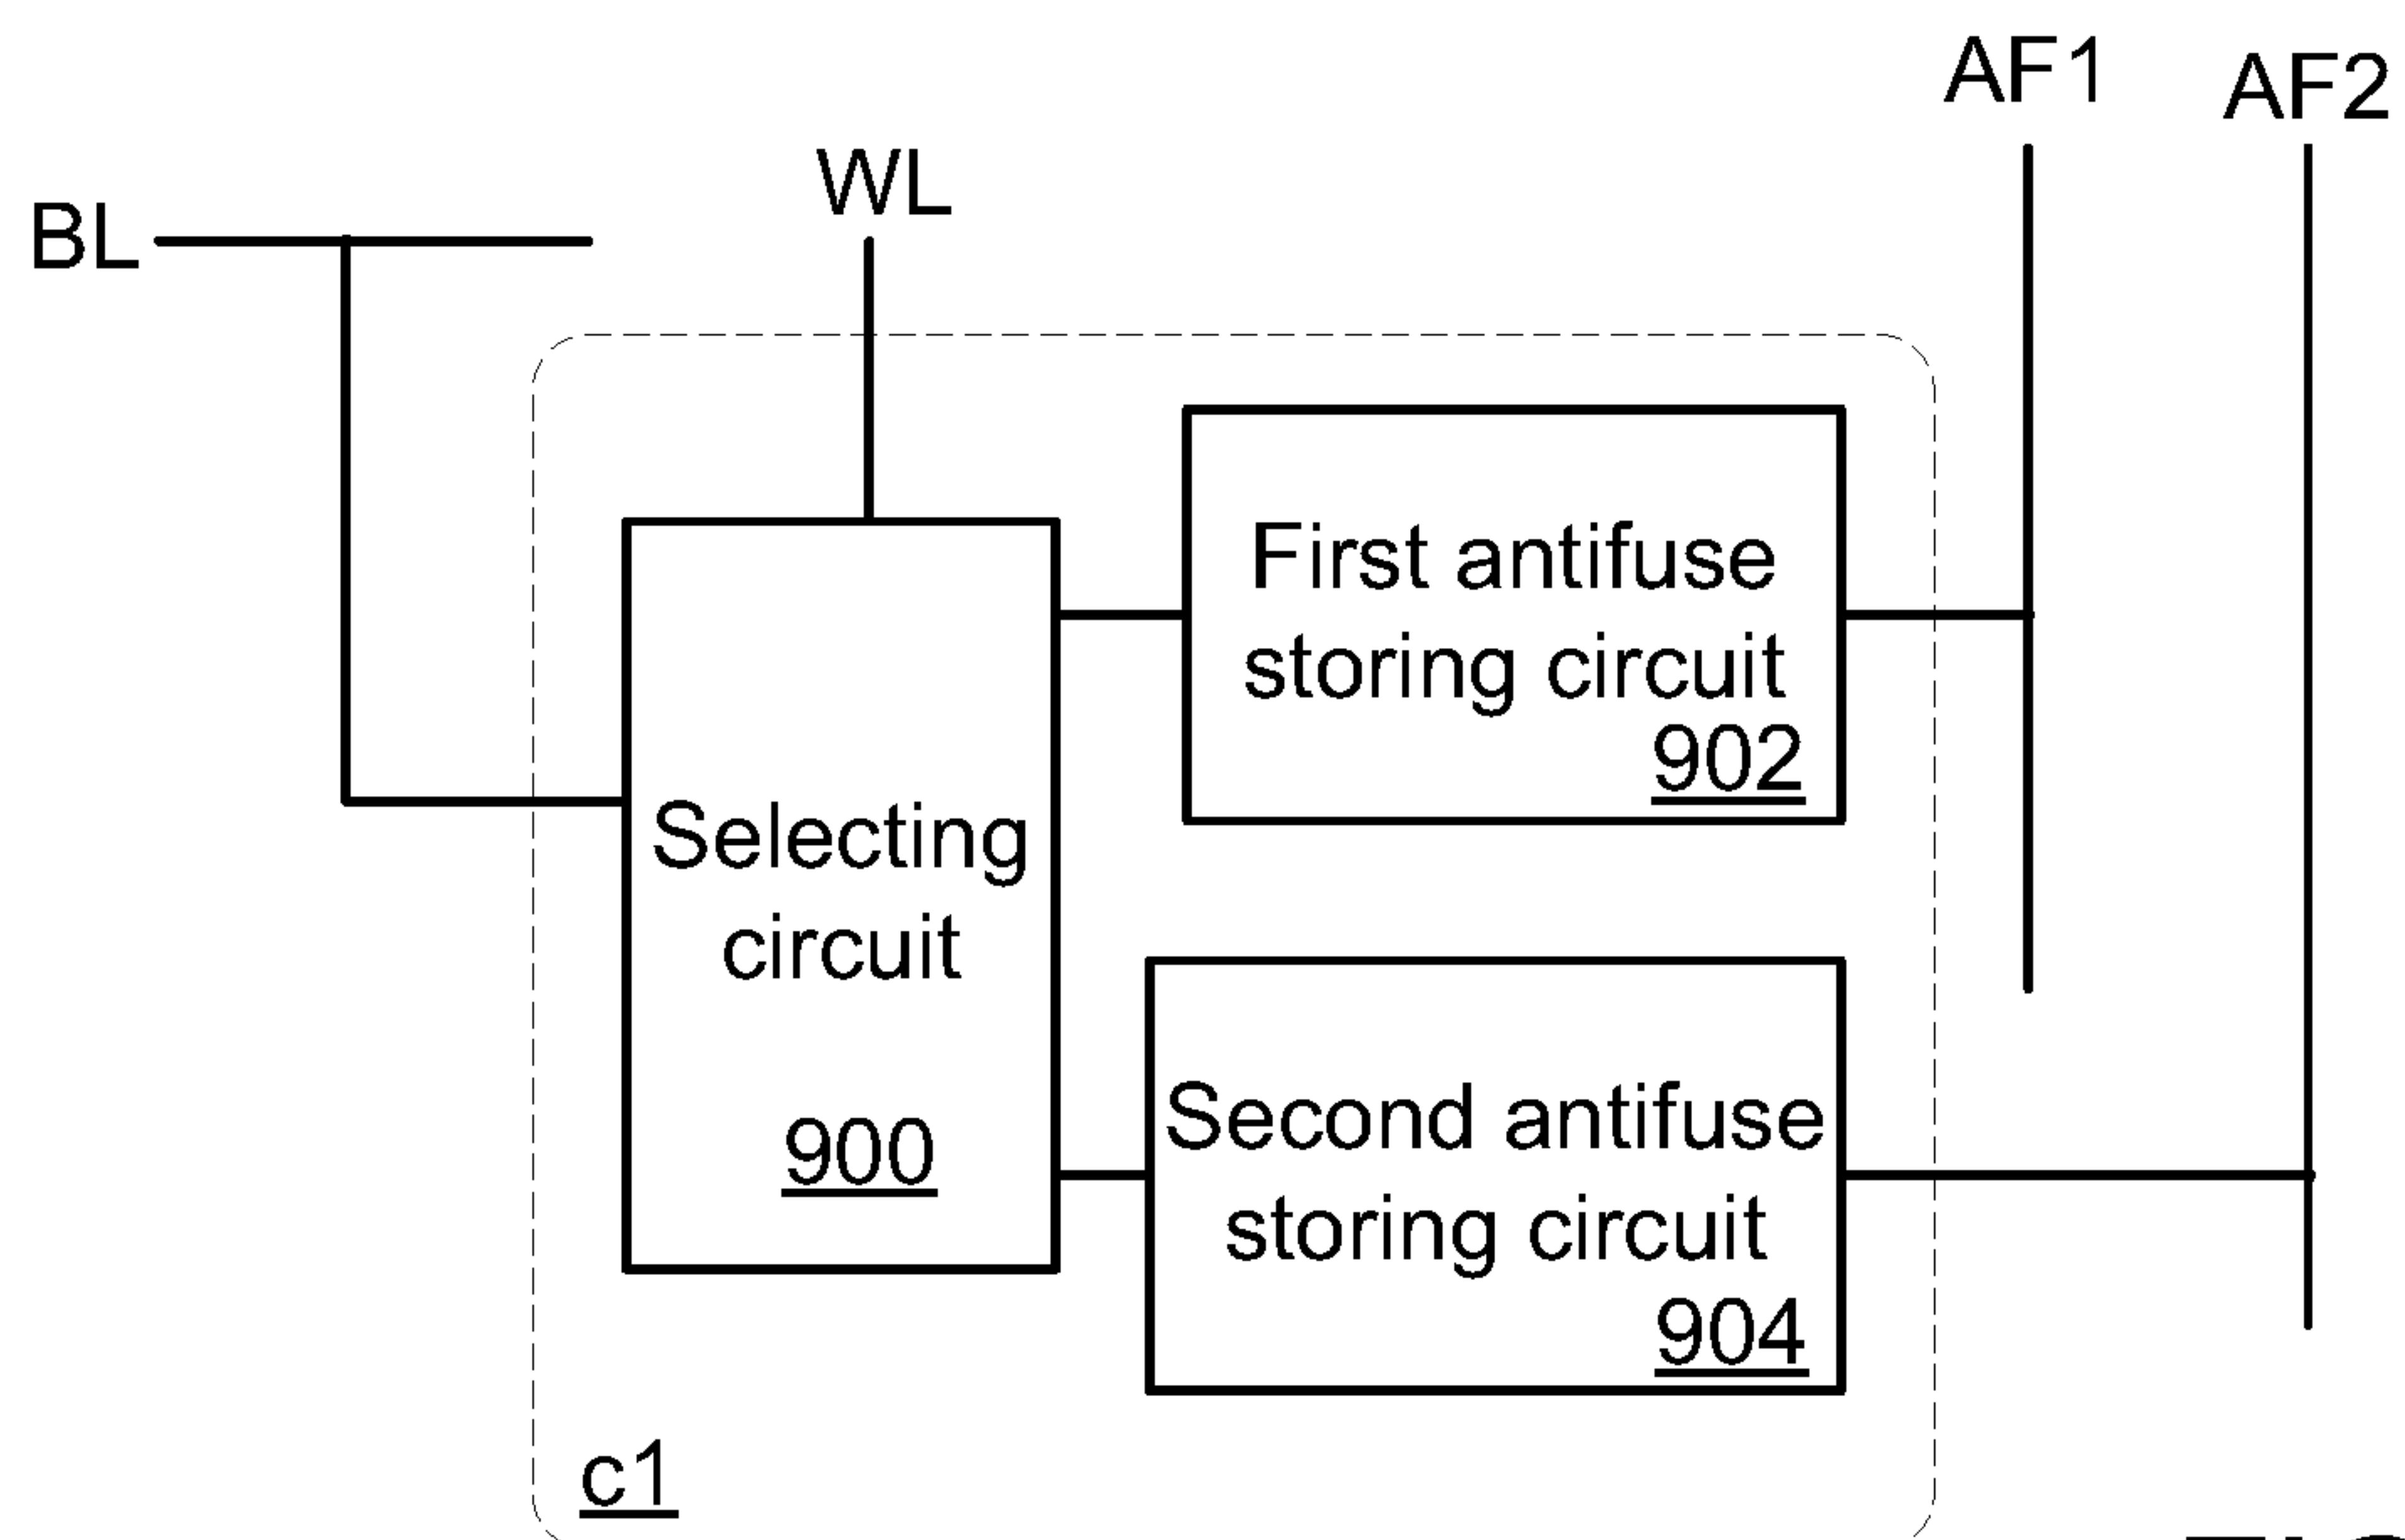 AF1
AF2
WL
BL
First antifuse
storing circuit
902
Selecting
circuit
900
Second antifuse
storing circuit
904
c1